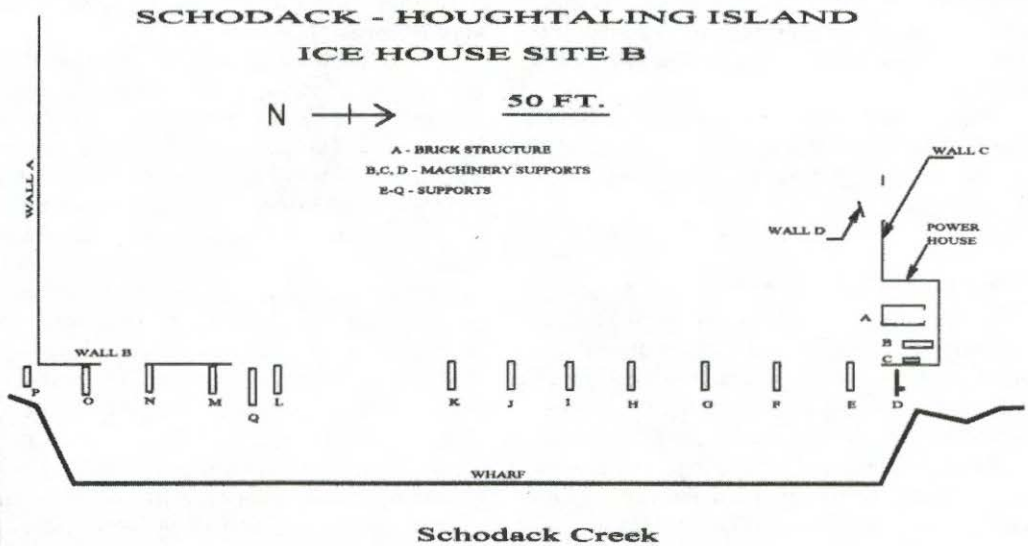 SCHODACK - HOUGHTALING ISLAND
ICE HOUSE SITE B
N
50 FT.
A - BRICK STRUCTURE
B,C, D - MACHINERY SUPPORTS
E-Q - SUPPORTS
WALL A
WALL C
WALL D
POWER
HOUSE
A
B
C
WALL B
P
O
N
M
Q
L
K
J
I
H
G
F
E
D
WHARF
Schodack Creek